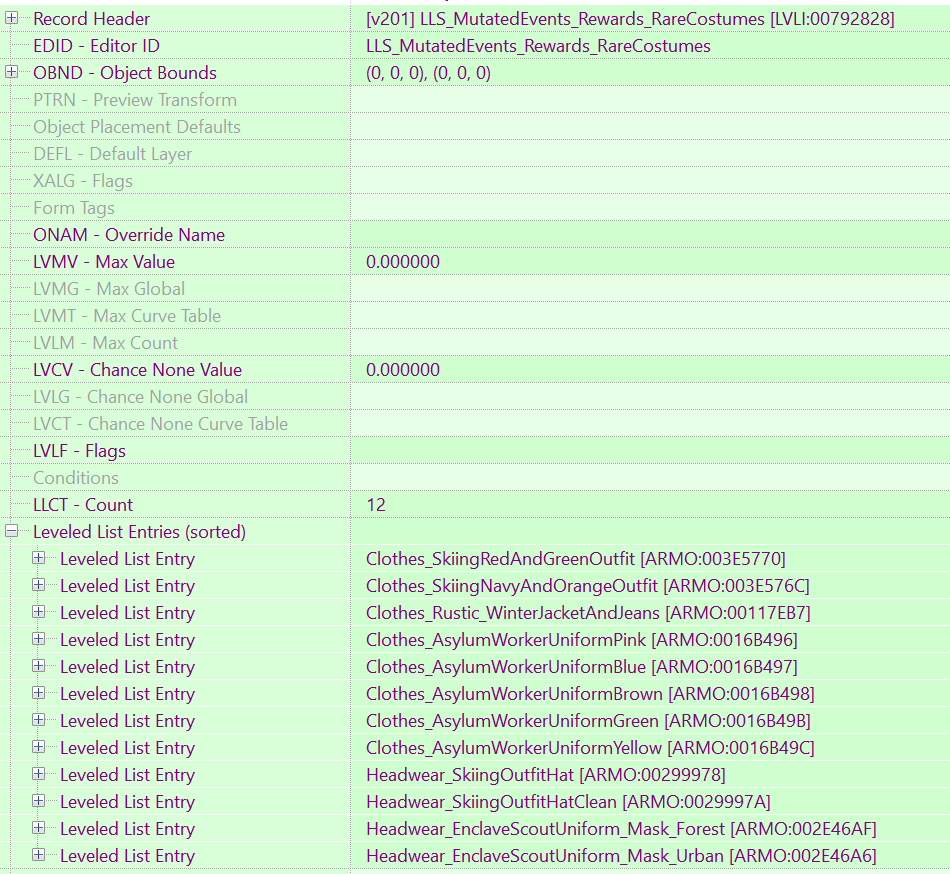 Record Header [v201] LLS_MutatedEvents_Rewards_RareCostumes [LVLI:00792828]
EDID - Editor ID LLS_MutatedEvents_Rewards_RareCostumes
OBND - Object Bounds (0, 0, 0), (0, 0, 0)
PTRN - Preview Transform
Object Placement Defaults
DEFL - Default Layer
XALG - Flags
Form Tags
ONAM - Override Name
LVMV - Max Value 0.000000
LVMG - Max Global
LVMT - Max Curve Table
LVLM - Max Count
LVCV - Chance None Value 0.000000
LVLG - Chance None Global
LVCT - Chance None Curve Table
LVLF - Flags
Conditions
LLCT - Count 12
Leveled List Entries (sorted)
Leveled List Entry Clothes_SkiingRedAndGreenOutfit [ARMO:003E5770]
Leveled List Entry Clothes_SkiingNavyAndOrangeOutfit [ARMO:003E576C]
Leveled List Entry Clothes_Rustic_WinterJacketAndJeans [ARMO:00117EB7]
Leveled List Entry Clothes_AsylumWorkerUniformPink [ARMO:0016B496]
Leveled List Entry Clothes_AsylumWorkerUniformBlue [ARMO:0016B497]
Leveled List Entry Clothes_AsylumWorkerUniformBrown [ARMO:0016B498]
Leveled List Entry Clothes_AsylumWorkerUniformGreen [ARMO:0016B49B]
Leveled List Entry Clothes_AsylumWorkerUniformYellow [ARMO:0016B49C]
Leveled List Entry Headwear_SkiingOutfitHat [ARMO:00299978]
Leveled List Entry Headwear_SkiingOutfitHatClean [ARMO:0029997A]
Leveled List Entry Headwear_EnclaveScoutUniform_Mask_Forest [ARMO:002E46AF]
Leveled List Entry Headwear_EnclaveScoutUniform_Mask_Urban [ARMO:002E46A6]